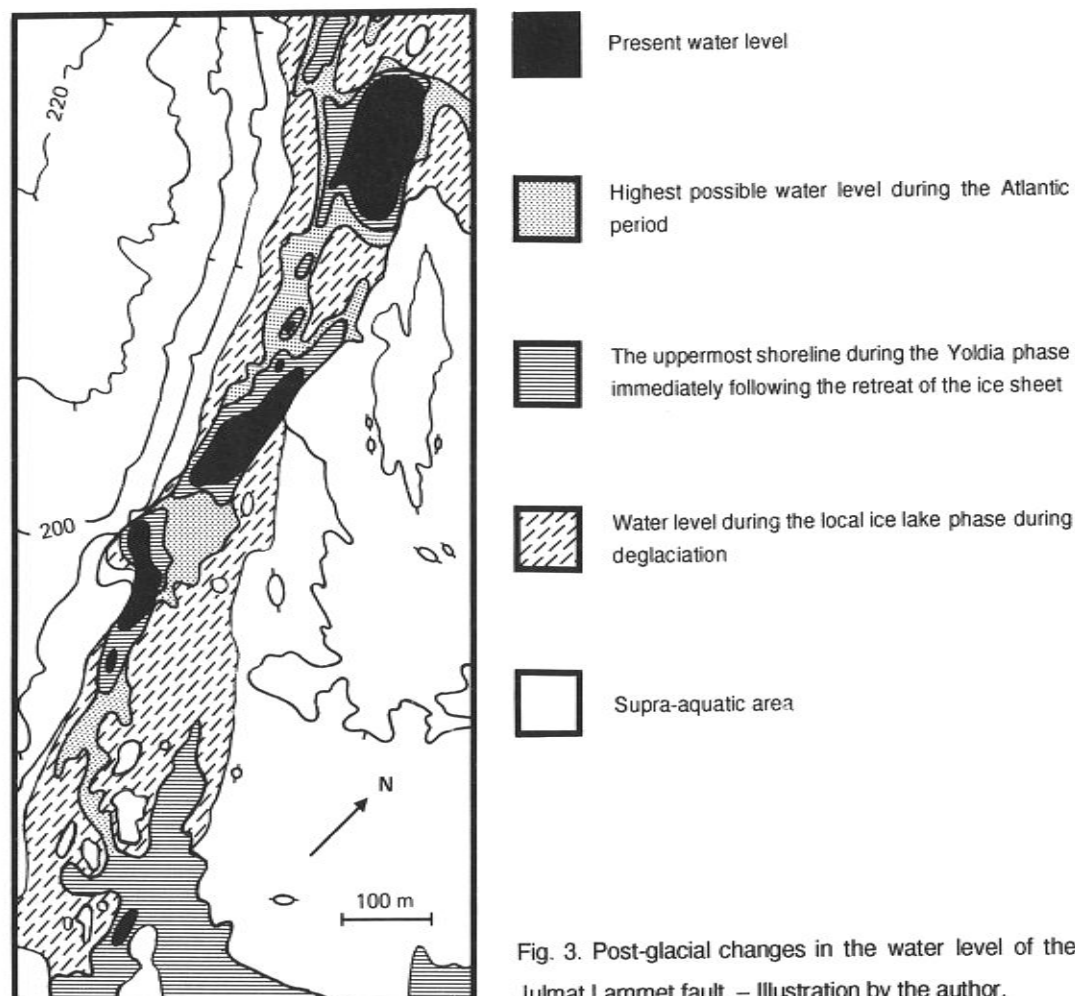 220
200
N
100 m
Present water level
Highest possible water level during the Atlantic
period
The uppermost shoreline during the Yoldia phase
immediately following the retreat of the ice sheet
Water level during the local ice lake phase during
deglaciation
Supra-aquatic area
Fig. 3. Post-glacial changes in the water level of the
Julmat Lammet fault. – Illustration by the author.